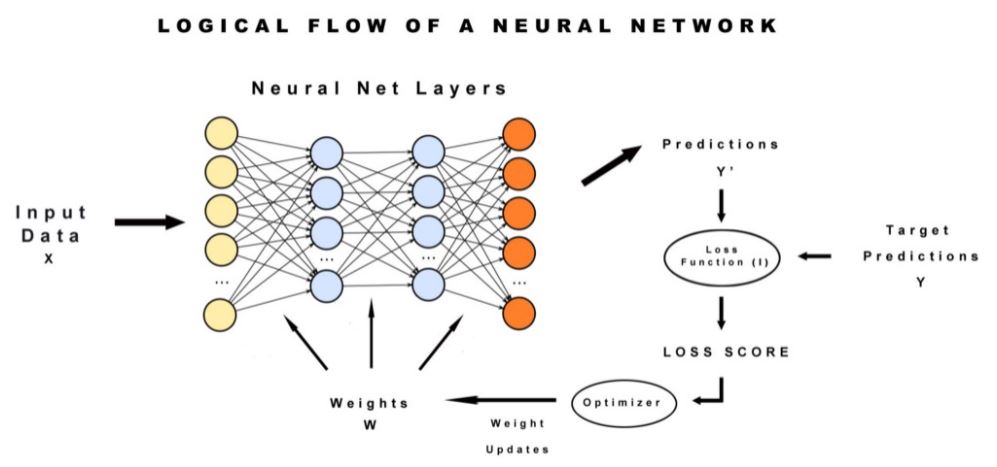 LOGICAL FLOW OF A NEURAL NETWORK
Neural Net Layers
Input
Data
x
...
...
...
...
Predictions
Y'
Loss
Function (l)
Target
Predictions
Y
LOSS SCORE
Optimizer
Weight
Updates
Weights
W